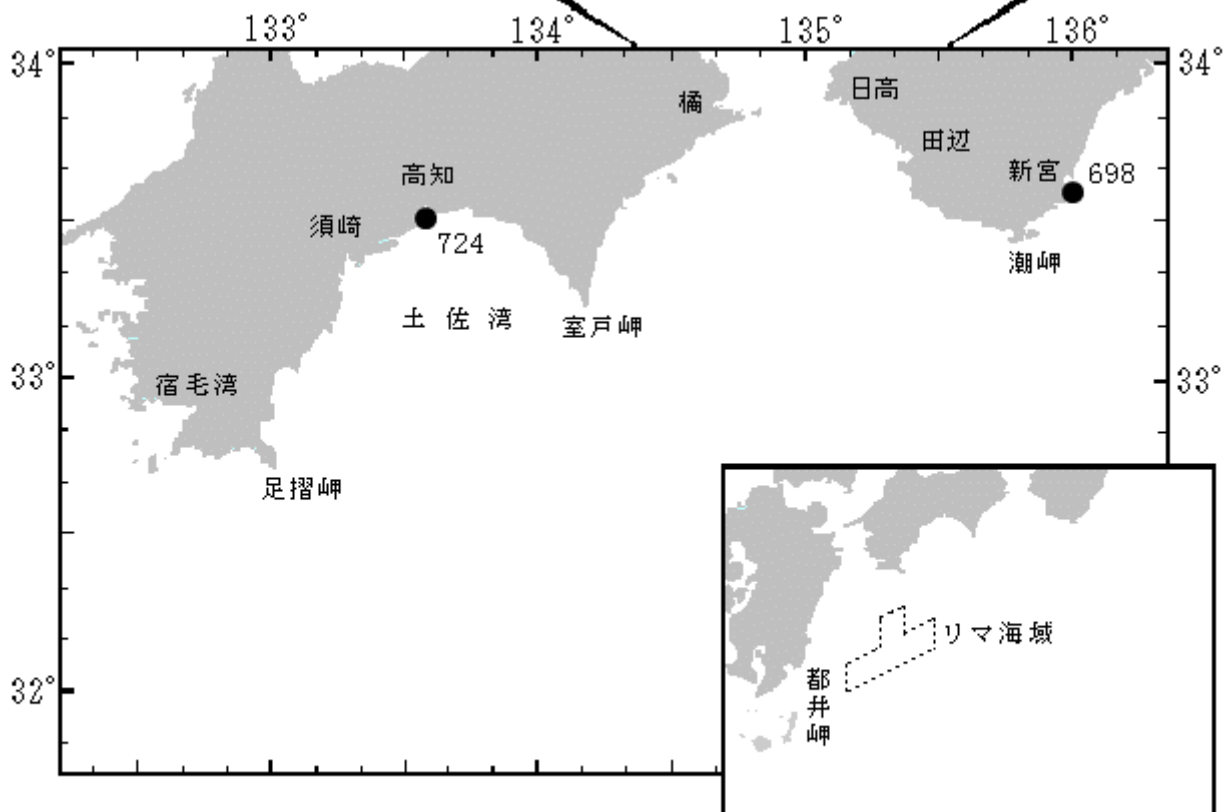 133°
134°
135°
136°
34°
34°
橘
日高
田辺
高知
新宮
698
須崎
724
潮岬
土佐湾
室戸岬
33°
33°
宿毛湾
足摺岬
リマ海域
都井岬
32°